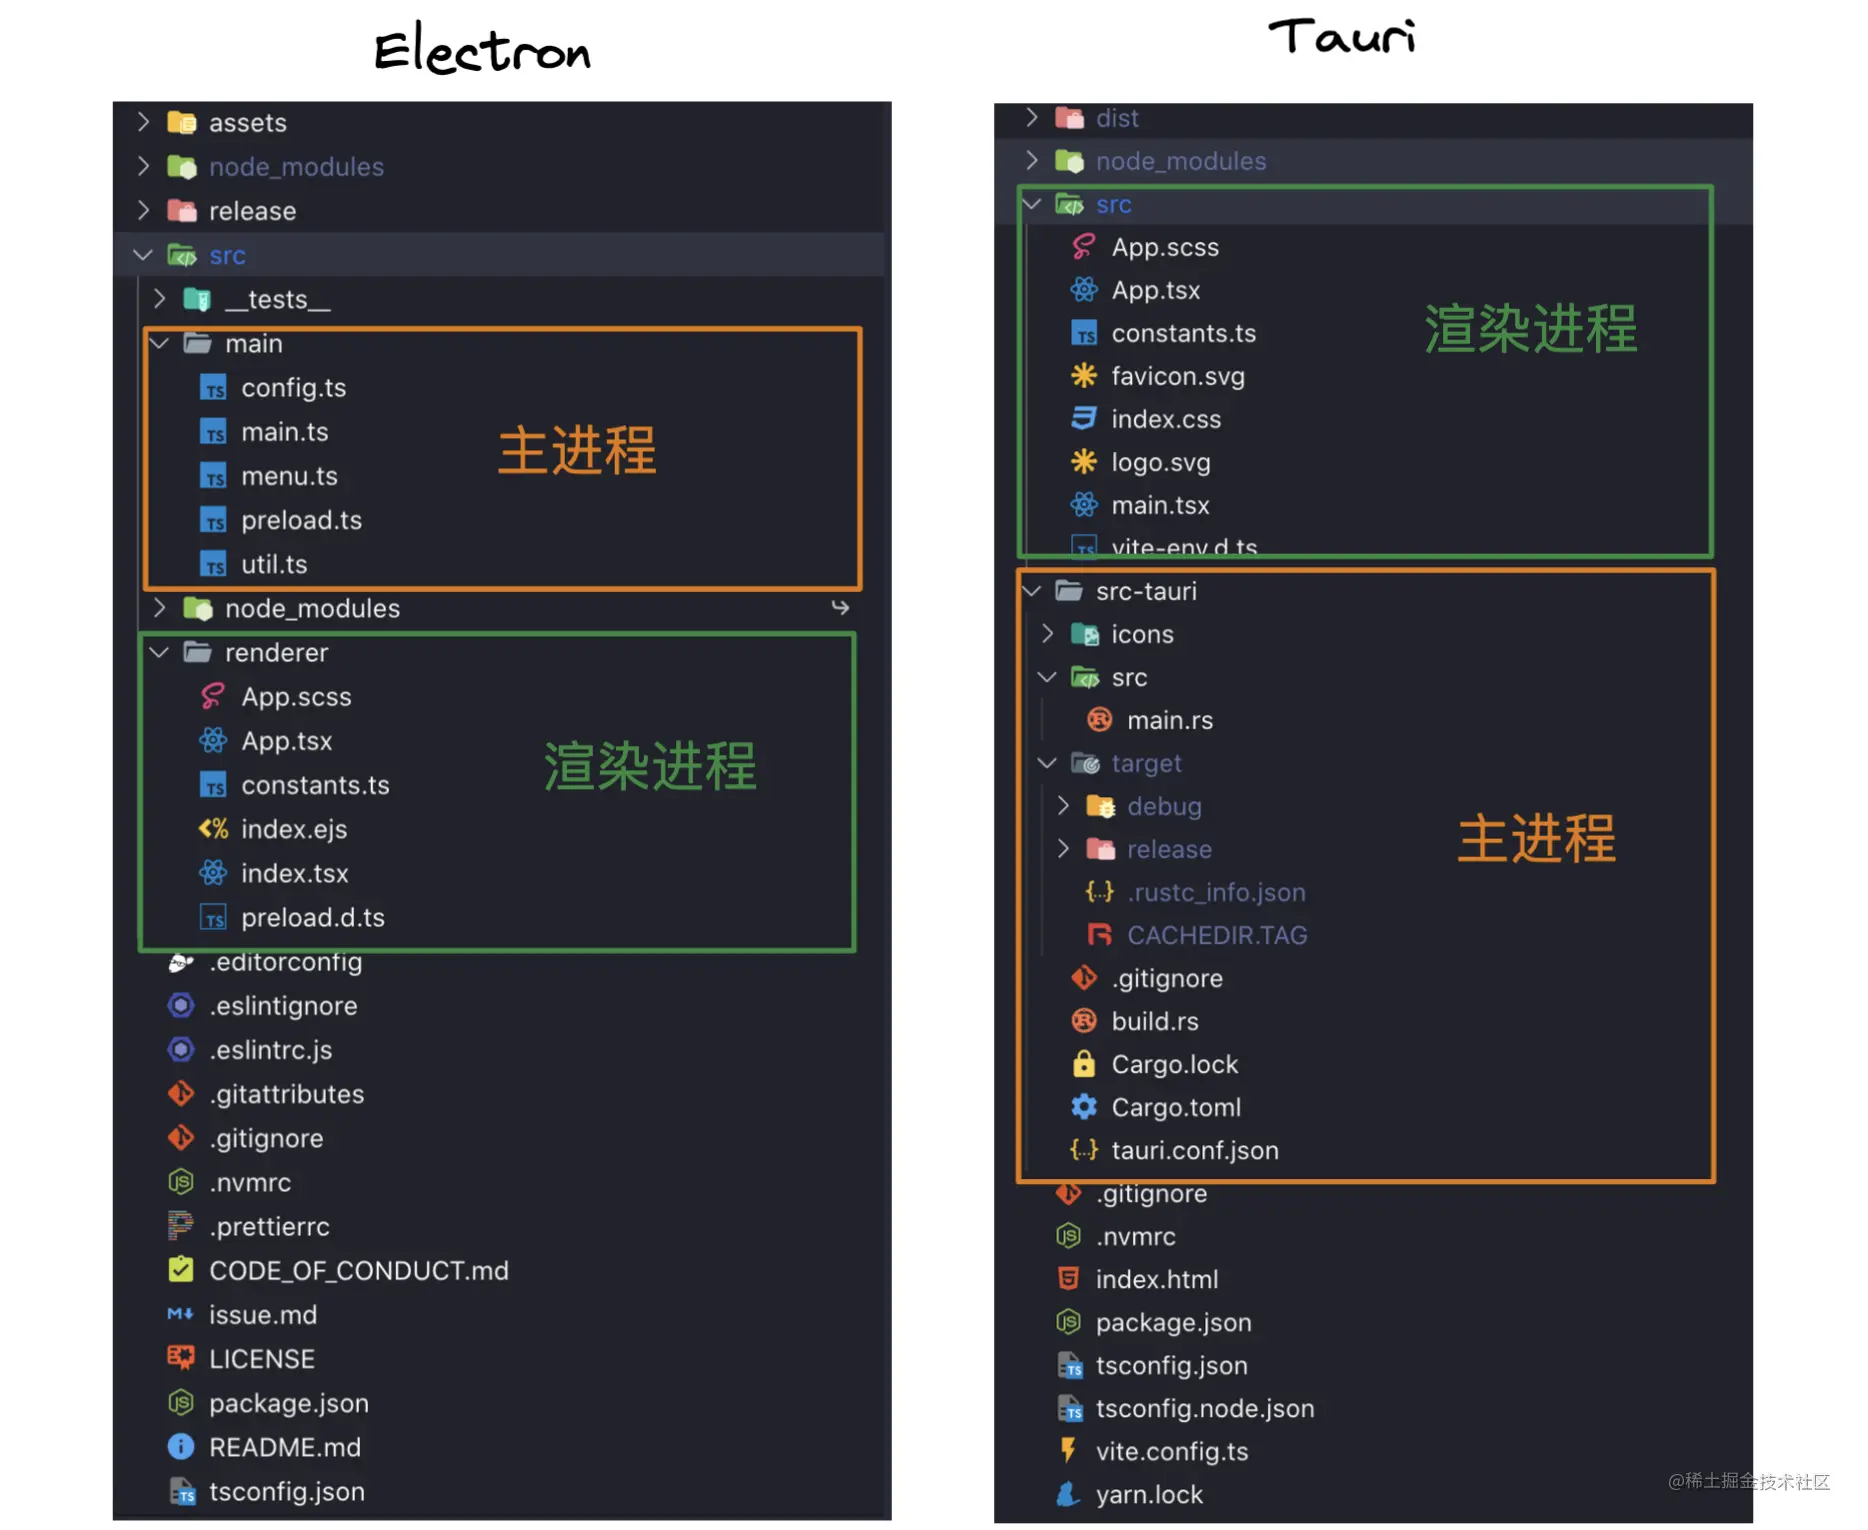 Electron
assets
node_modules
release
src
__tests__
main
config.ts
main.ts
menu.ts
preload.ts
util.ts
主进程
node_modules
renderer
App.scss
App.tsx
constants.ts
index.ejs
index.tsx
preload.d.ts
渲染进程
.editorconfig
.eslintignore
.eslintrc.js
.gitattributes
.gitignore
.nvmrc
.prettierrc
CODE_OF_CONDUCT.md
issue.md
LICENSE
package.json
README.md
tsconfig.json
Tauri
dist
node_modules
src
App.scss
App.tsx
constants.ts
favicon.svg
index.css
logo.svg
main.tsx
vite-env.d.ts
渲染进程
src-tauri
icons
src
main.rs
target
debug
release
.rustc_info.json
CACHEDIR.TAG
.gitignore
build.rs
Cargo.lock
Cargo.toml
tauri.conf.json
主进程
.gitignore
.nvmrc
index.html
package.json
tsconfig.json
tsconfig.node.json
vite.config.ts
yarn.lock
@稀土掘金技术社区